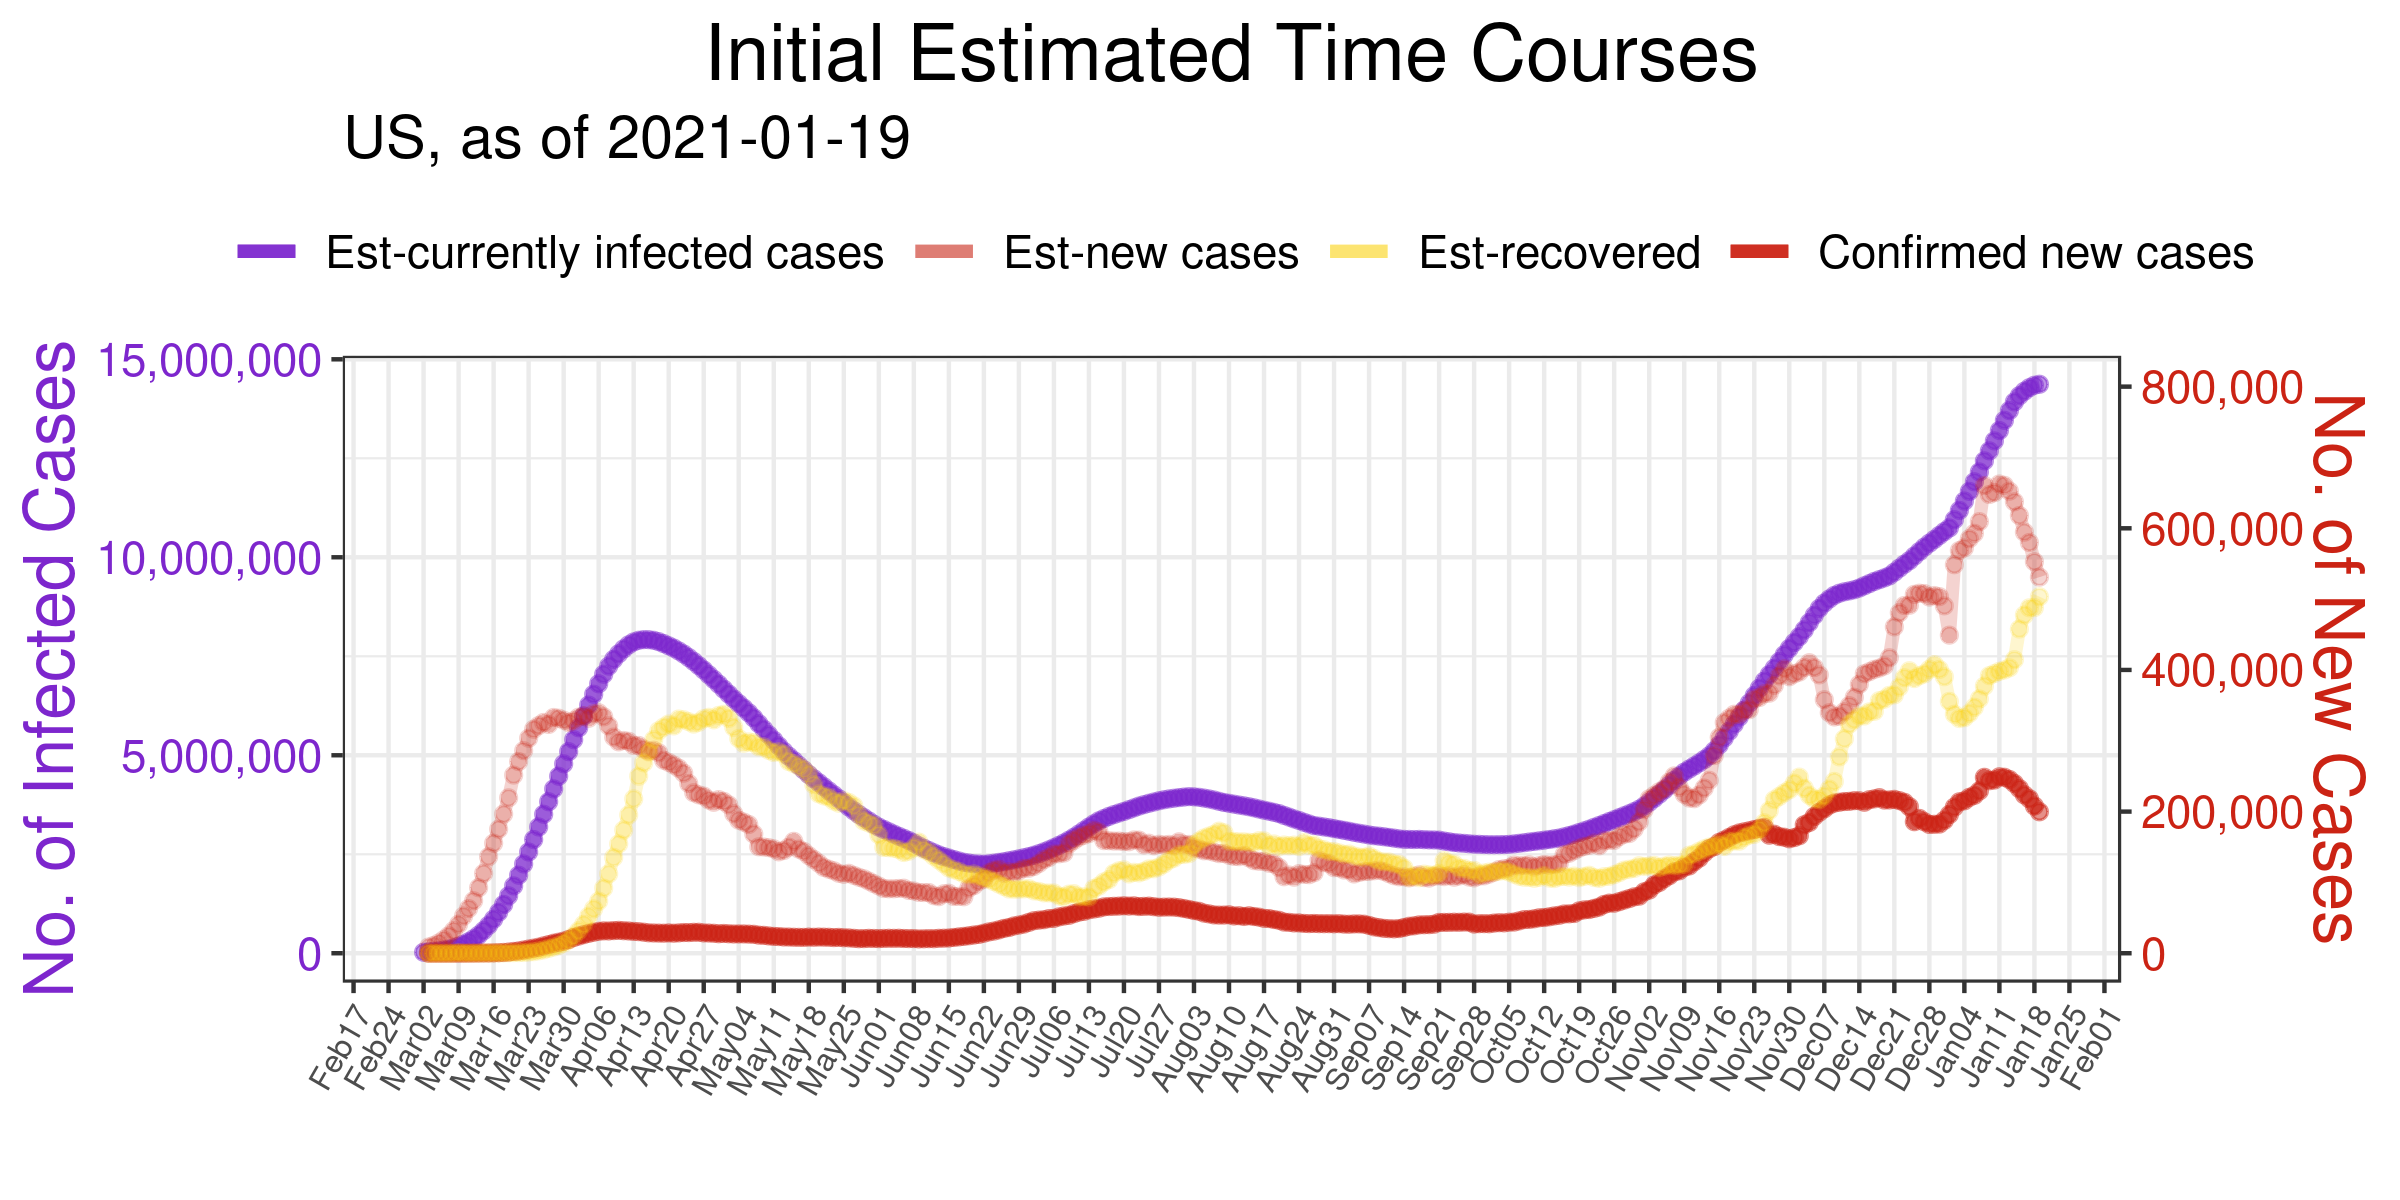 Initial Estimated Time Courses
US, as of 2021-01-19
Est-currently infected cases Est-new cases Est-recovered Confirmed new cases
No. of Infected Cases
15,000,000
10,000,000
5,000,000
0
800,000
600,000
400,000
200,000
0
No. of New Cases
Feb17 Feb24 Mar02 Mar09 Mar16 Mar23 Mar30 Apr06 Apr13 Apr20 Apr27 May04 May11 May18 May25 Jun01 Jun08 Jun15 Jun22 Jun29 Jul06 Jul13 Jul20 Jul27 Aug03 Aug10 Aug17 Aug24 Aug31 Sep07 Sep14 Sep21 Sep28 Oct05 Oct12 Oct19 Oct26 Nov02 Nov09 Nov16 Nov23 Nov30 Dec07 Dec14 Dec21 Dec28 Jan04 Jan11 Jan18 Jan25 Feb01